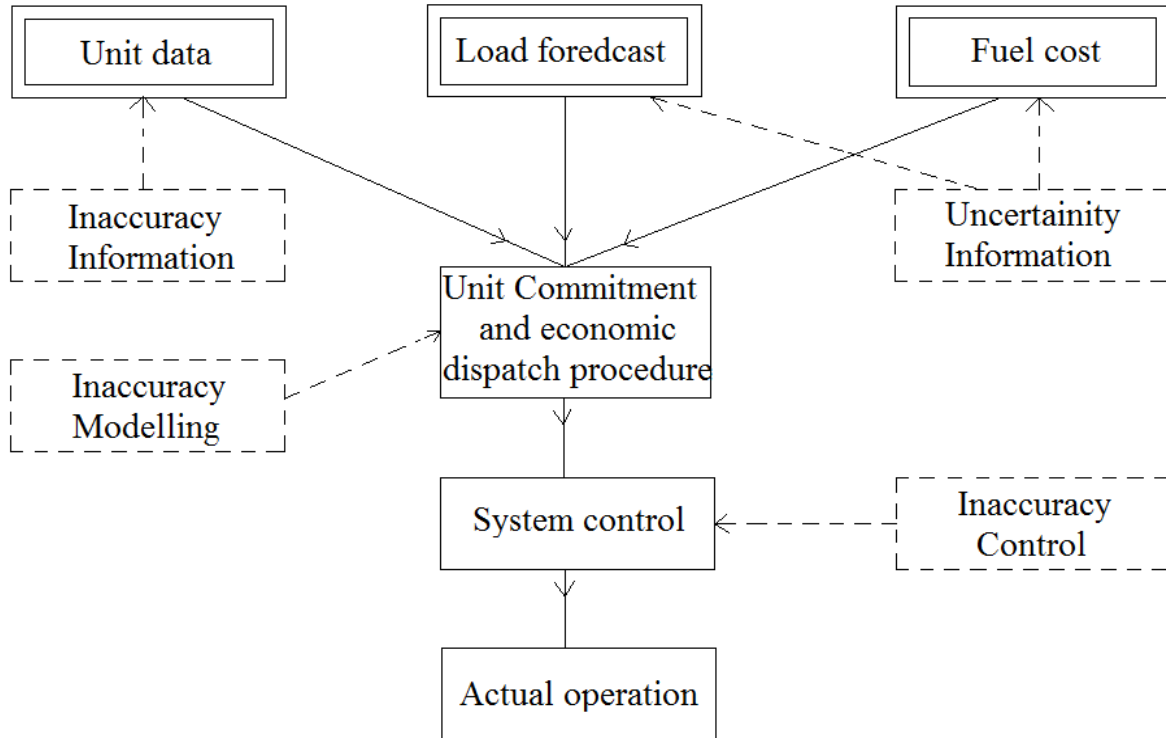 Unit data
Load foredcast
Fuel cost
Inaccuracy
Information
Uncertainity
Information
Unit Commitment
and economic
dispatch procedure
Inaccuracy
Modelling
System control
Inaccuracy
Control
Actual operation